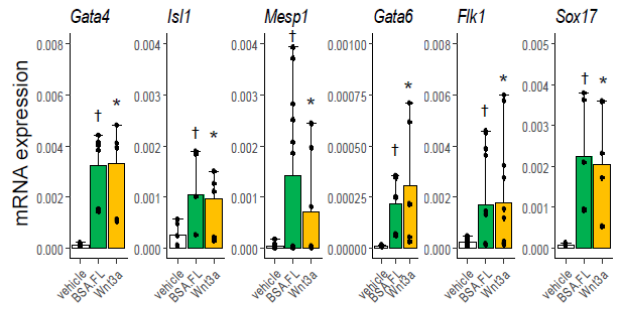 Gata4 Isl1 Mesp1 Gata6 Flk1 Sox17
mRNA expression
0.008
0.006
0.004
0.002
0.000
† *
vehicle
BSA.FL
Wnt3a
0.004
0.003
0.002
0.001
0.000
† *
vehicle
BSA.FL
Wnt3a
0.004
0.003
0.002
0.001
0.000
† *
vehicle
BSA.FL
Wnt3a
0.00100
0.00075
0.00050
0.00025
0.00000
† *
vehicle
BSA.FL
Wnt3a
0.008
0.006
0.004
0.002
0.000
† *
vehicle
BSA.FL
Wnt3a
0.005
0.004
0.003
0.002
0.001
0.000
† *
vehicle
BSA.FL
Wnt3a